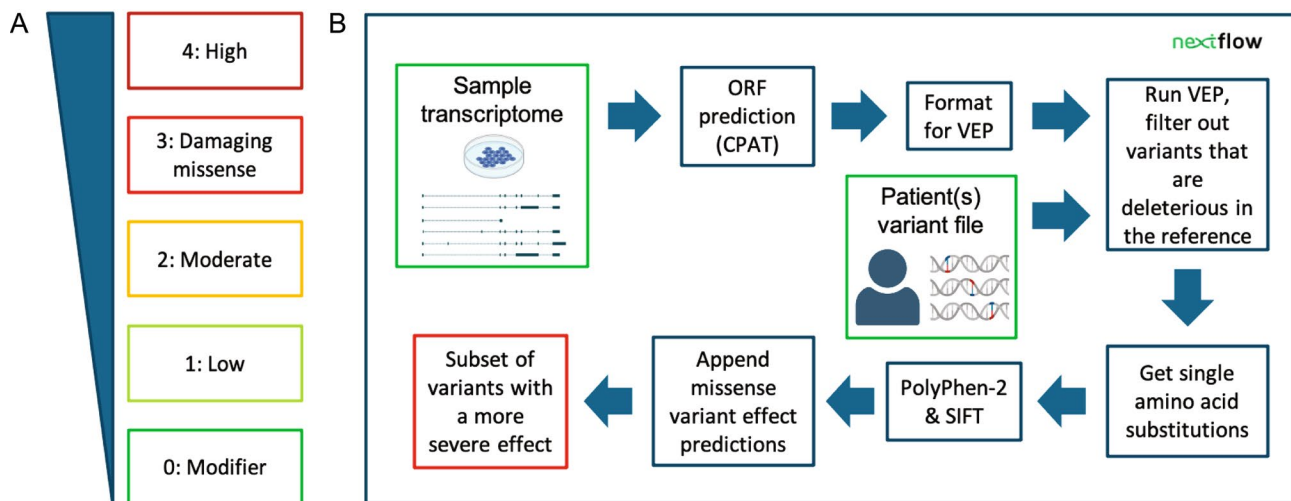 A
4: High
3: Damaging
missense
2: Moderate
1: Low
0: Modifier
B
nextflow
Sample
transcriptome
ORF
prediction
(CPAT)
Format
for VEP
Run VEP,
filter out
variants that
are
deleterious in
the reference
Patient(s)
variant file
Get single
amino acid
substitutions
PolyPhen-2
& SIFT
Append
missense
variant effect
predictions
Subset of
variants with
a more
severe effect